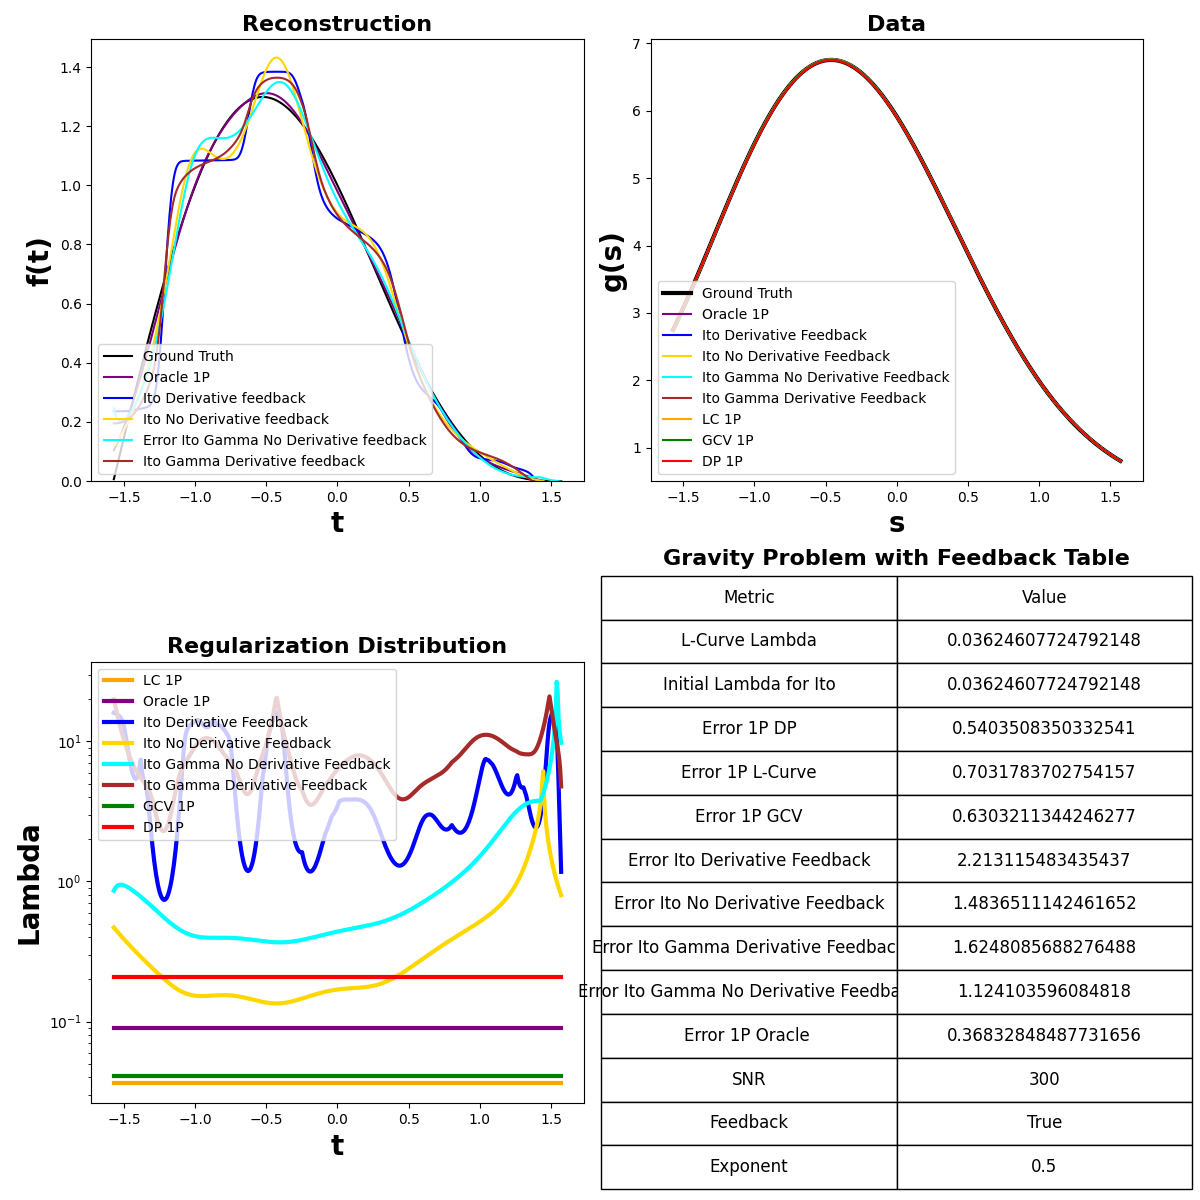 Reconstruction
f(t)
1.4
1.2
1.0
0.8
0.6
0.4
0.2
0.0
Ground Truth
Oracle 1P
Ito Derivative feedback
Ito No Derivative feedback
Error Ito Gamma No Derivative feedback
Ito Gamma Derivative feedback
−1.5 −1.0 −0.5 0.0 0.5 1.0 1.5
t
Data
g(s)
7
6
5
4
3
2
1
Ground Truth
Oracle 1P
Ito Derivative Feedback
Ito No Derivative Feedback
Ito Gamma No Derivative Feedback
Ito Gamma Derivative Feedback
LC 1P
GCV 1P
DP 1P
−1.5 −1.0 −0.5 0.0 0.5 1.0 1.5
s
Regularization Distribution
Lambda
10¹
10⁰
10⁻¹
LC 1P
Oracle 1P
Ito Derivative Feedback
Ito No Derivative Feedback
Ito Gamma No Derivative Feedback
Ito Gamma Derivative Feedback
GCV 1P
DP 1P
−1.5 −1.0 −0.5 0.0 0.5 1.0 1.5
t
Gravity Problem with Feedback Table
Metric Value
L-Curve Lambda 0.03624607724792148
Initial Lambda for Ito 0.03624607724792148
Error 1P DP 0.5403508350332541
Error 1P L-Curve 0.7031783702754157
Error 1P GCV 0.6303211344246277
Error Ito Derivative Feedback 2.213115483435437
Error Ito No Derivative Feedback 1.4836511142461652
Error Ito Gamma Derivative Feedbac 1.6248085688276488
Error Ito Gamma No Derivative Feedba 1.124103596084818
Error 1P Oracle 0.36832848487731656
SNR 300
Feedback True
Exponent 0.5